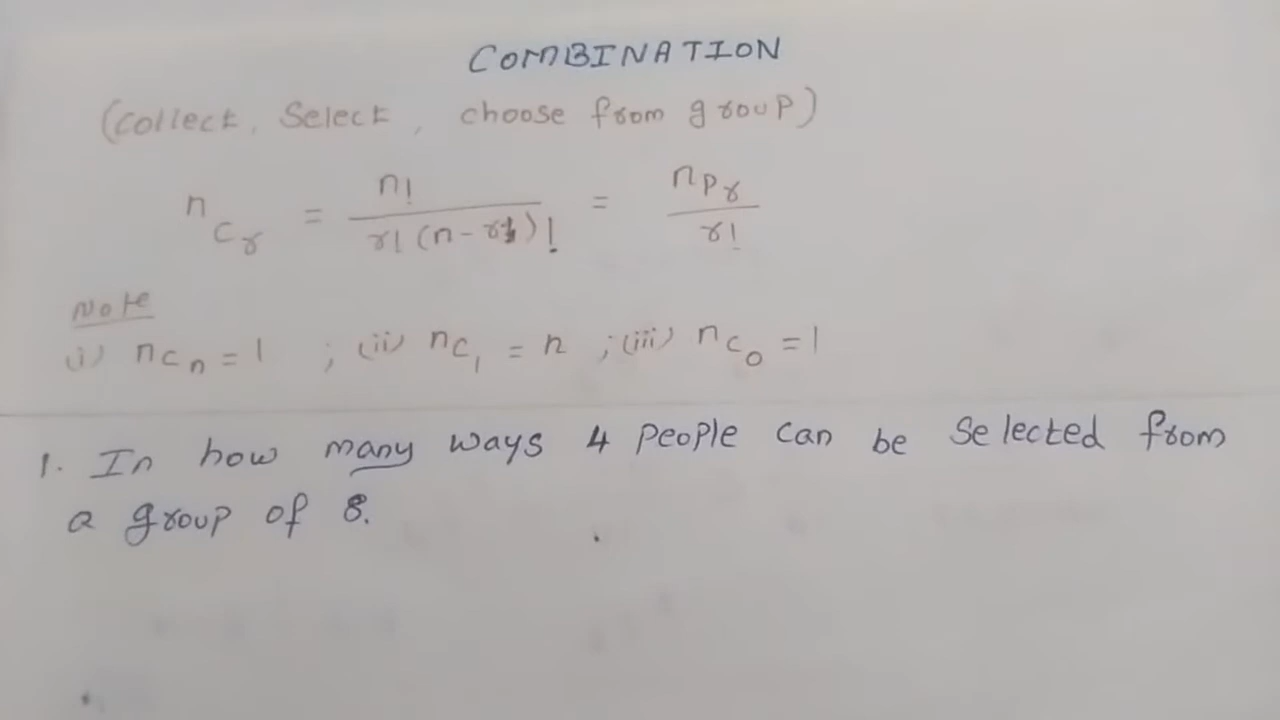 COMBINATION
(collect, Select, choose from group)
nCr = n! / r!(n-r)! = nPr / r!
Note
(i) nCn = 1 ; (ii) nC1 = n ; (iii) nC0 = 1
1. In how many ways 4 people can be Selected from
a group of 8.